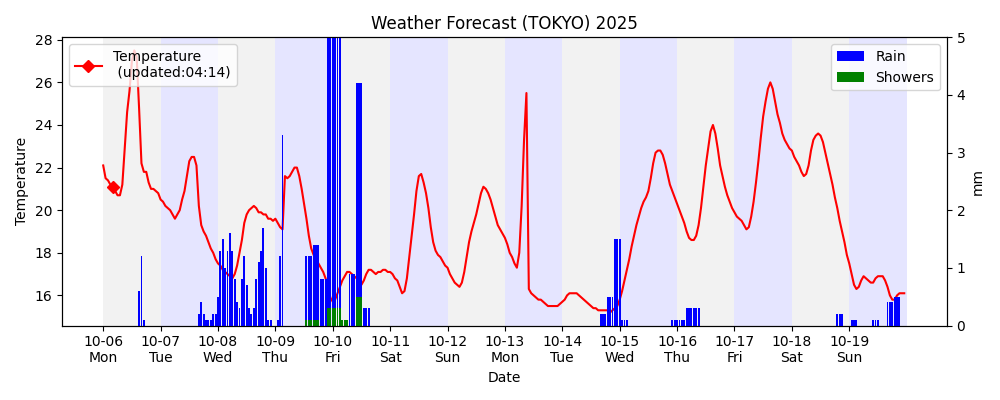 Weather Forecast (TOKYO) 2025
Temperature
(updated:04:14)
Rain
Showers
Temperature
28
26
24
22
20
18
16
5
4
3
2
1
0
mm
10-06 10-07 10-08 10-09 10-10 10-11 10-12 10-13 10-14 10-15 10-16 10-17 10-18 10-19
Mon Tue Wed Thu Fri Sat Sun Mon Tue Wed Thu Fri Sat Sun
Date